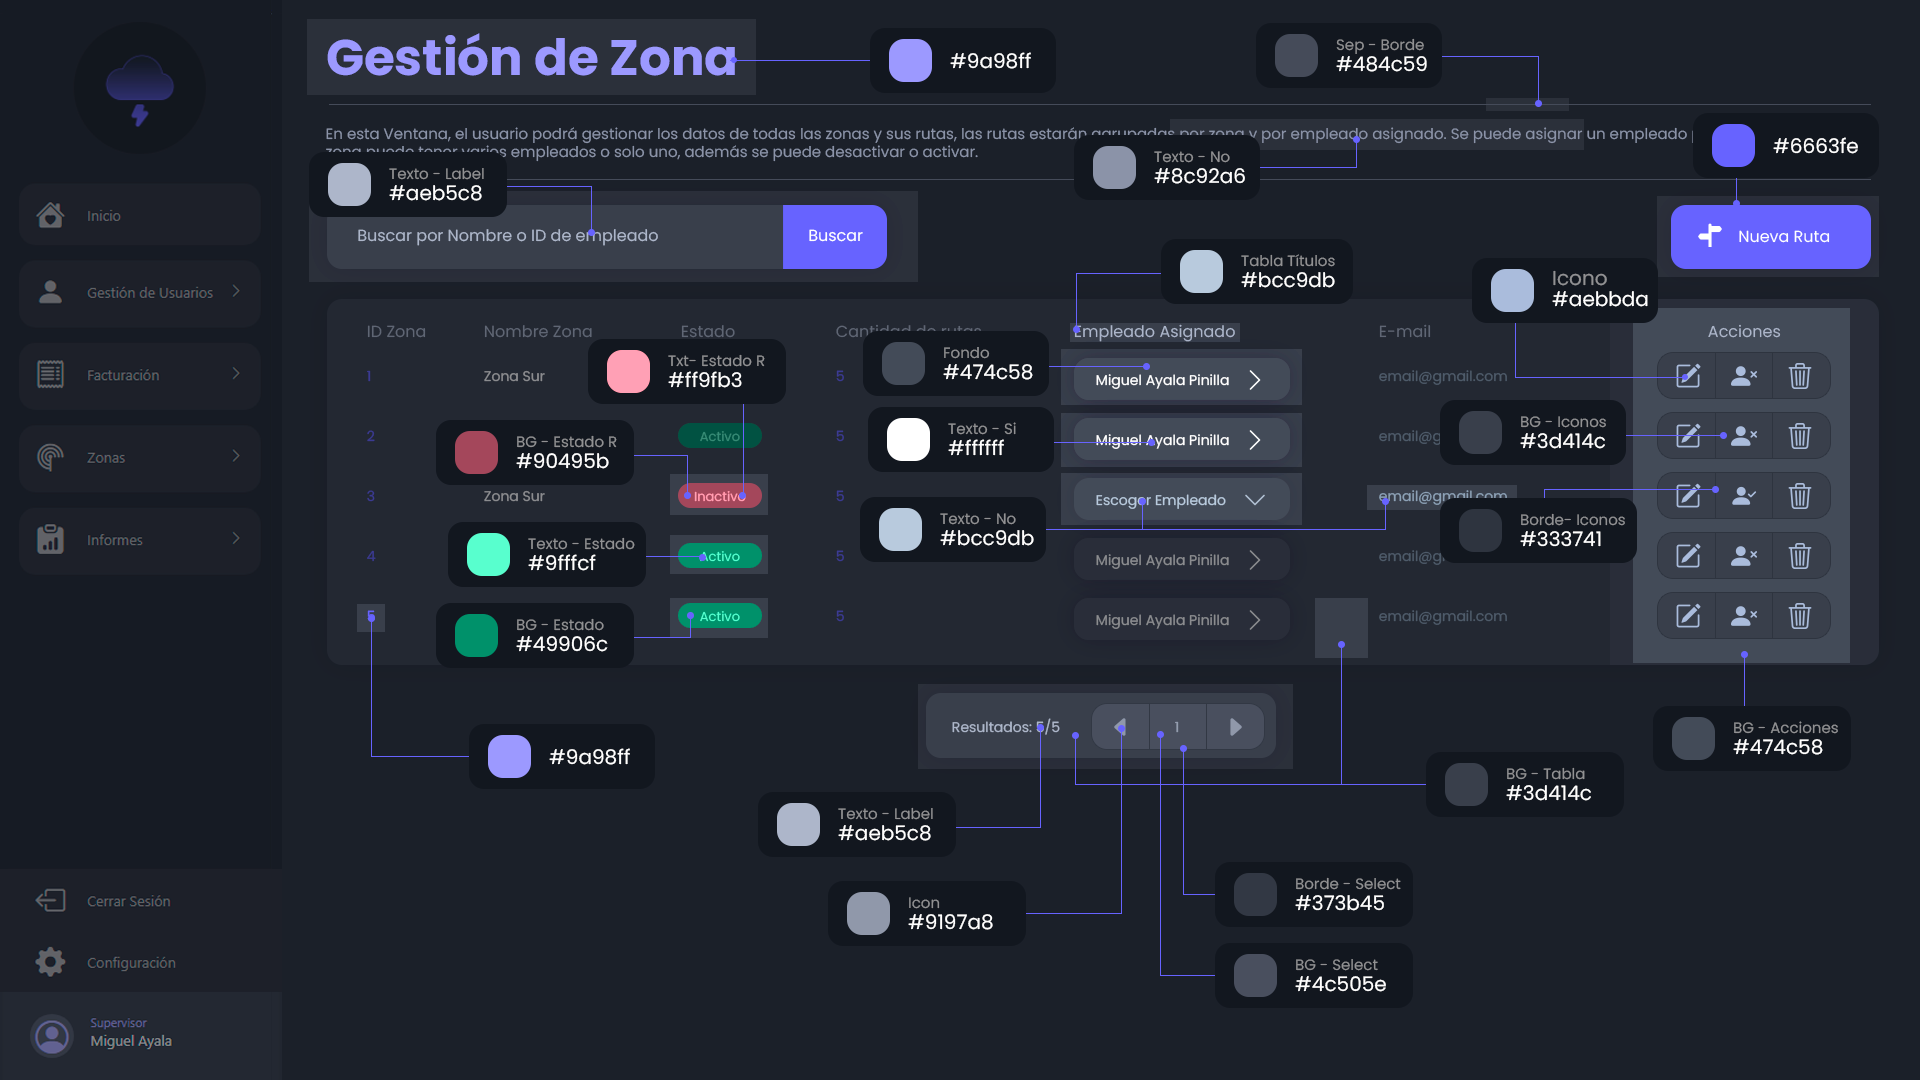 Gestión de Zona
#9a98ff
Sep - Borde
#484c59
En esta Ventana, el usuario podrá gestionar los datos de todas las zonas y sus rutas, las rutas estarán agrupadas por zona y por empleado asignado. Se puede asignar un empleado
zona puede tener varios empleados o solo uno, además se puede desactivar o activar.
#6663fe
Texto - Label
#aeb5c8
Texto - No
#8c92a6
Buscar por Nombre o ID de empleado
Buscar
Nueva Ruta
Tabla Títulos
#bcc9db
Icono
#aebbda
Inicio
Gestión de Usuarios
Facturación
Zonas
Informes
Cerrar Sesión
Configuración
Supervisor
Miguel Ayala
ID Zona
Nombre Zona
Estado
Cantidad de rutas
Empleado Asignado
E-mail
Acciones
1
Zona Sur
Txt- Estado R
#ff9fb3
5
Fondo
#474c58
Miguel Ayala Pinilla
email@gmail.com
2
BG - Estado R
#90495b
Activo
5
Texto - Si
#ffffff
Miguel Ayala Pinilla
email@g
BG - Iconos
#3d414c
3
Zona Sur
Inactivo
5
Texto - No
#bcc9db
Escoger Empleado
email@gmail.com
Borde- Iconos
#333741
4
Texto - Estado
#9fffcf
Activo
5
Miguel Ayala Pinilla
email@gm
5
BG - Estado
#49906c
Activo
5
Miguel Ayala Pinilla
email@gmail.com
Resultados: 5/5
1
#9a98ff
BG - Acciones
#474c58
BG - Tabla
#3d414c
Texto - Label
#aeb5c8
Icon
#9197a8
Borde - Select
#373b45
BG - Select
#4c505e